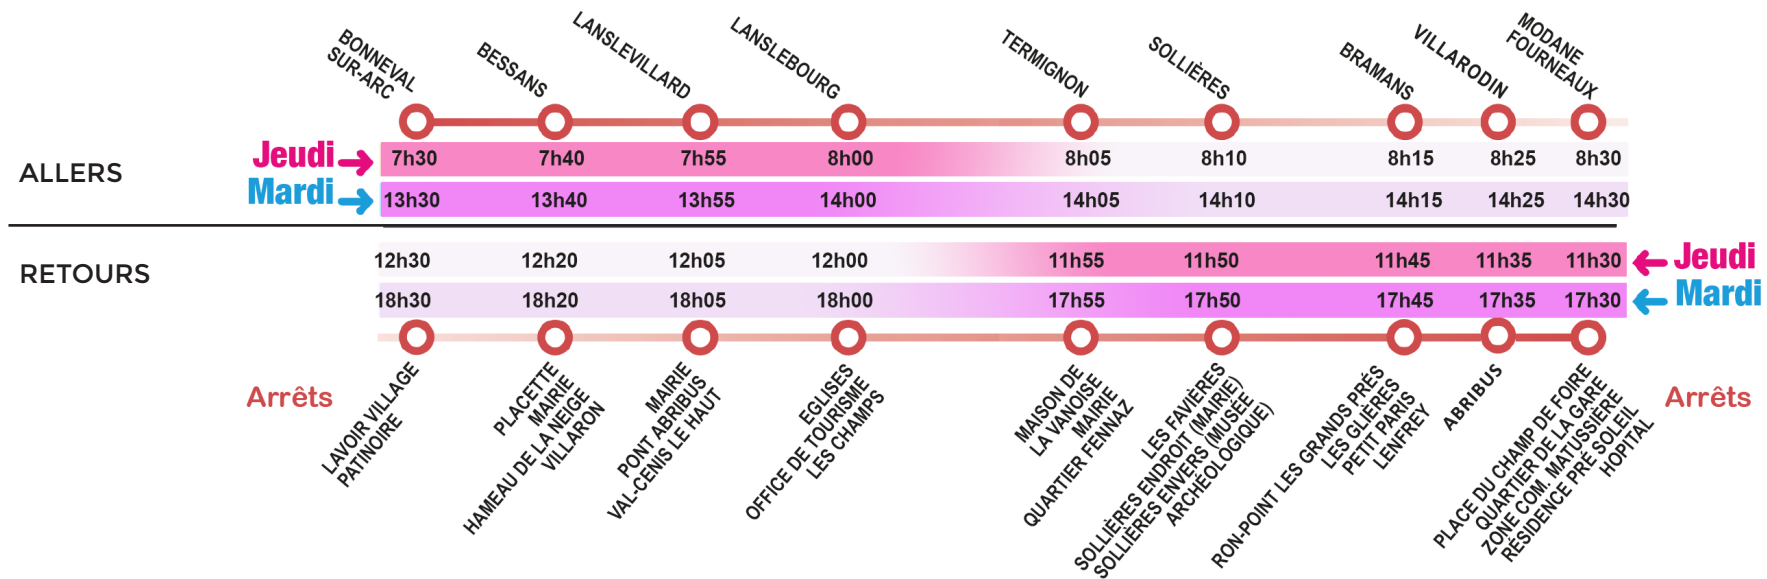 BONNEVAL
SUR-ARC
BESSANS
LANSLEVILLARD
LANSLEBOURG
TERMIGNON
SOLLIÈRES
BRAMANS
VILLARODIN
MODANE
FOURNEAUX
ALLERS
Jeudi 7h30 7h40 7h55 8h00 8h05 8h10 8h15 8h25 8h30
Mardi 13h30 13h40 13h55 14h00 14h05 14h10 14h15 14h25 14h30
RETOURS
12h30 12h20 12h05 12h00 11h55 11h50 11h45 11h35 11h30 Jeudi
18h30 18h20 18h05 18h00 17h55 17h50 17h45 17h35 17h30 Mardi
Arrêts
LAVOIR VILLAGE
PATINOIRE
PLACETTE
MAIRIE
HAMEAU DE LA NEIGE
VILLARON
MAIRIE
PONT ABRIBUS
VAL-CENIS LE HAUT
EGLISES
OFFICE DE TOURISME
LES CHAMPS
MAISON DE
LA VANOISE
MAIRIE
QUARTIER FENNAZ
LES FAVIÈRES
SOLLIÈRES ENDROIT (MAIRIE)
SOLLIÈRES ENVERS (MUSÉE
ARCHÉOLOGIQUE)
RON-POINT LES GRANDS PRÉS
LES GLIÈRES
PETIT PARIS
LENFREY
ABRIBUS
PLACE DU CHAMP DE FOIRE
QUARTIER DE LA GARE
ZONE COM. MATUSSIÈRE
RÉSIDENCE PRÉ SOLEIL
HOPITAL
Arrêts